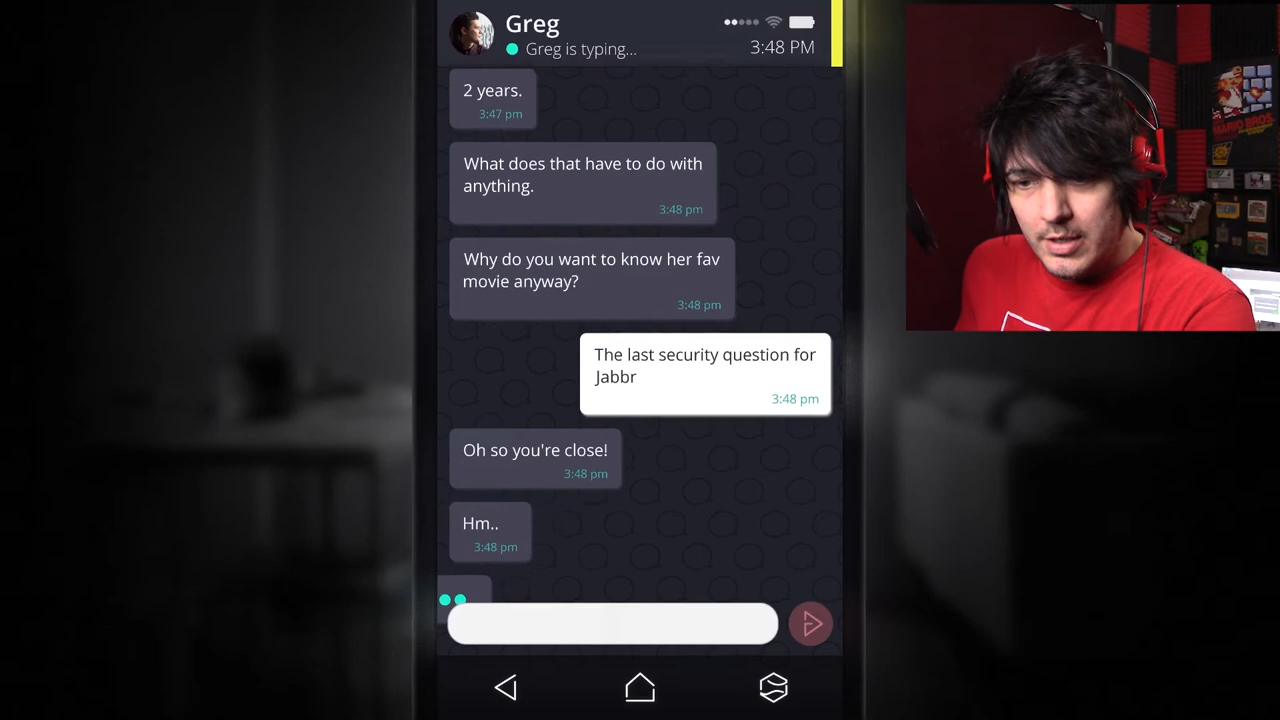 Greg
Greg is typing...
3:48 PM
2 years.
3:47 pm
What does that have to do with
anything.
3:48 pm
Why do you want to know her fav
movie anyway?
3:48 pm
The last security question for
Jabbr
3:48 pm
Oh so you're close!
3:48 pm
Hm..
3:48 pm
MARIO BROS.